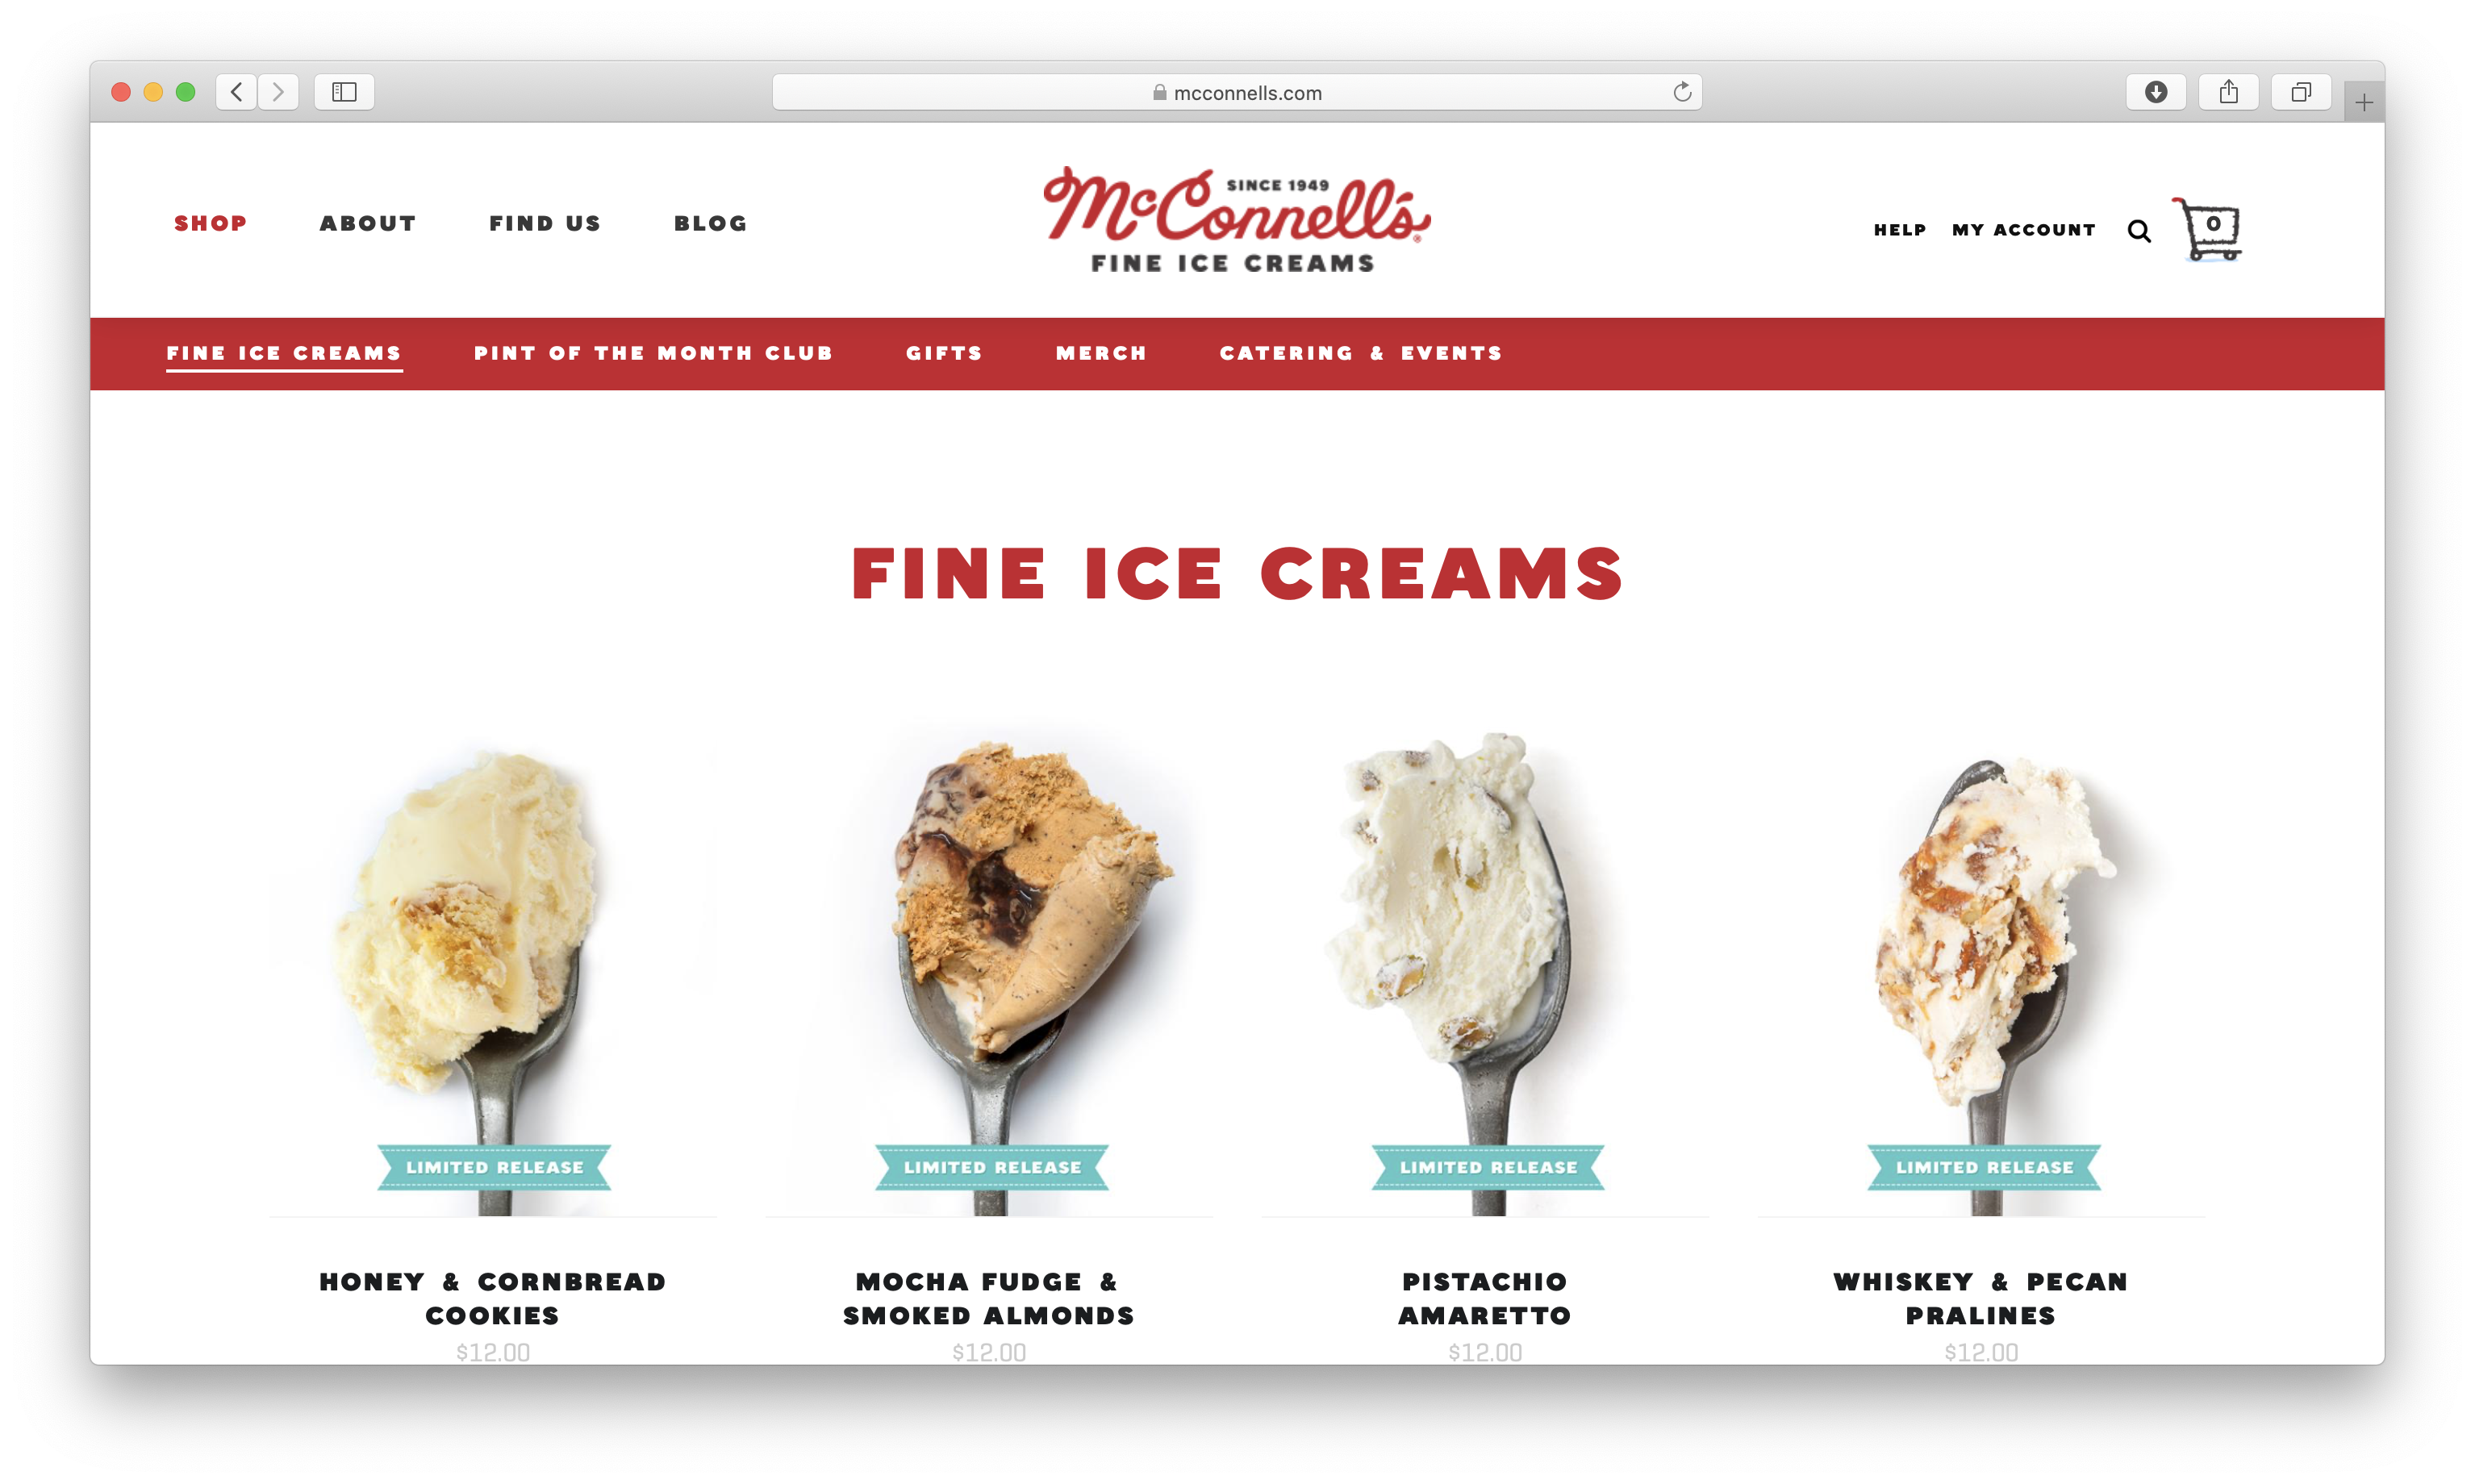 mcconnells.com
SHOP
ABOUT
FIND US
BLOG
McConnell's®
SINCE 1949
FINE ICE CREAMS
HELP
MY ACCOUNT
0
FINE ICE CREAMS
PINT OF THE MONTH CLUB
GIFTS
MERCH
CATERING & EVENTS
FINE ICE CREAMS
LIMITED RELEASE
LIMITED RELEASE
LIMITED RELEASE
LIMITED RELEASE
HONEY & CORNBREAD
COOKIES
$12.00
MOCHA FUDGE &
SMOKED ALMONDS
$12.00
PISTACHIO
AMARETTO
$12.00
WHISKEY & PECAN
PRALINES
$12.00